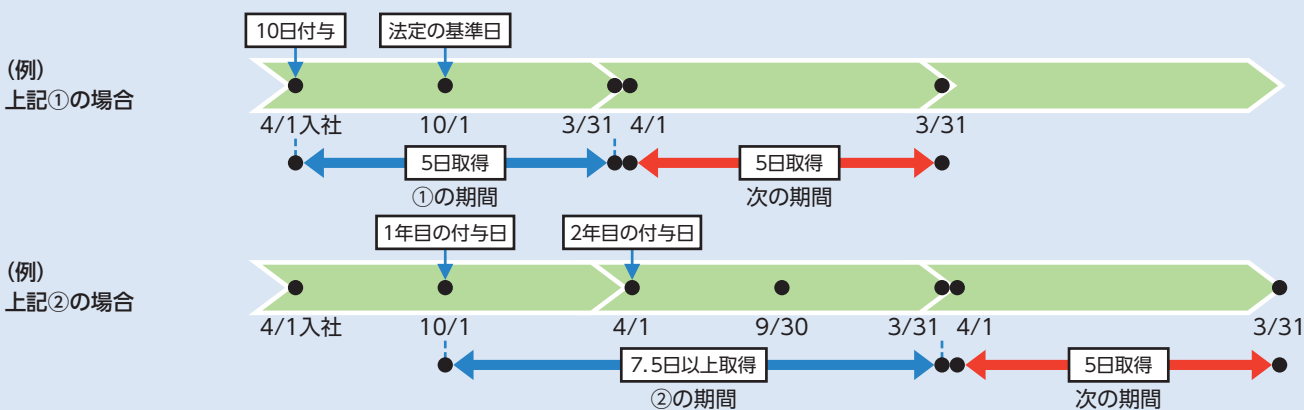 10日付与
法定の基準日
(例)
上記①の場合
4/1入社
10/1
3/31
4/1
3/31
5日取得
5日取得
①の期間
次の期間
1年目の付与日
2年目の付与日
(例)
上記②の場合
4/1入社
10/1
4/1
9/30
3/31
4/1
3/31
7.5日以上取得
5日取得
②の期間
次の期間